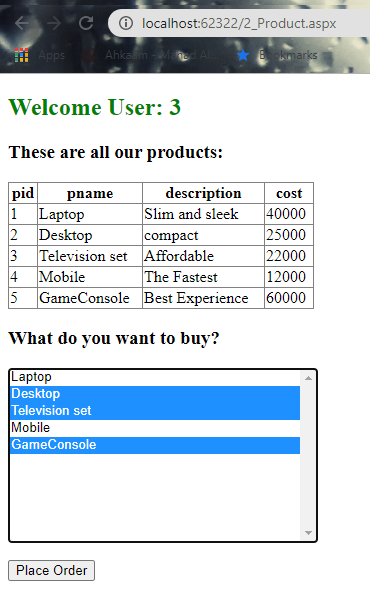 localhost:62322/2_Product.aspx
Apps Bookmarks
Welcome User: 3
These are all our products:
pid pname description cost
1 Laptop Slim and sleek 40000
2 Desktop compact 25000
3 Television set Affordable 22000
4 Mobile The Fastest 12000
5 GameConsole Best Experience 60000
What do you want to buy?
Laptop
Desktop
Television set
Mobile
GameConsole
Place Order